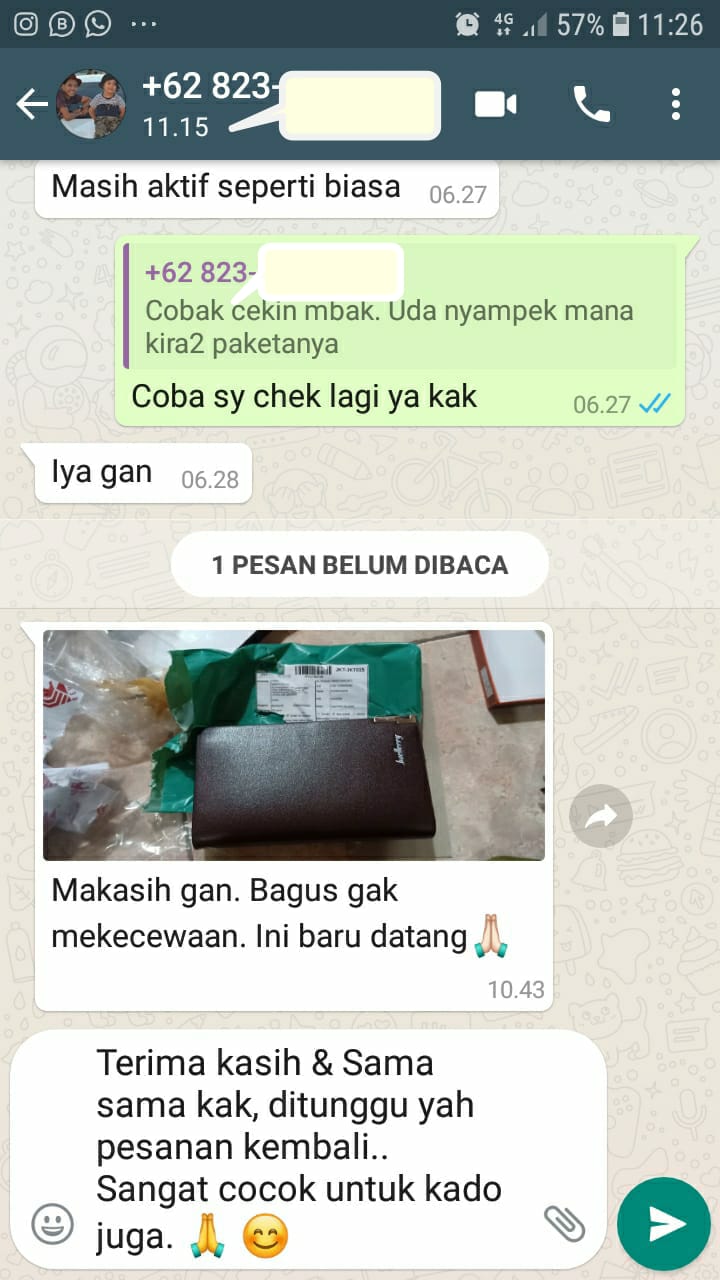 4G 57% 11:26
+62 823-
11.15
Masih aktif seperti biasa 06.27
+62 823-
Cobak cekin mbak. Uda nyampek mana
kira2 paketanya
Coba sy chek lagi ya kak 06.27
Iya gan 06.28
1 PESAN BELUM DIBACA
Baellerry
Makasih gan. Bagus gak
mekecewaan. Ini baru datang🙏🏻
10.43
Terima kasih & Sama
sama kak, ditunggu yah
pesanan kembali..
Sangat cocok untuk kado
juga. 🙏 😊